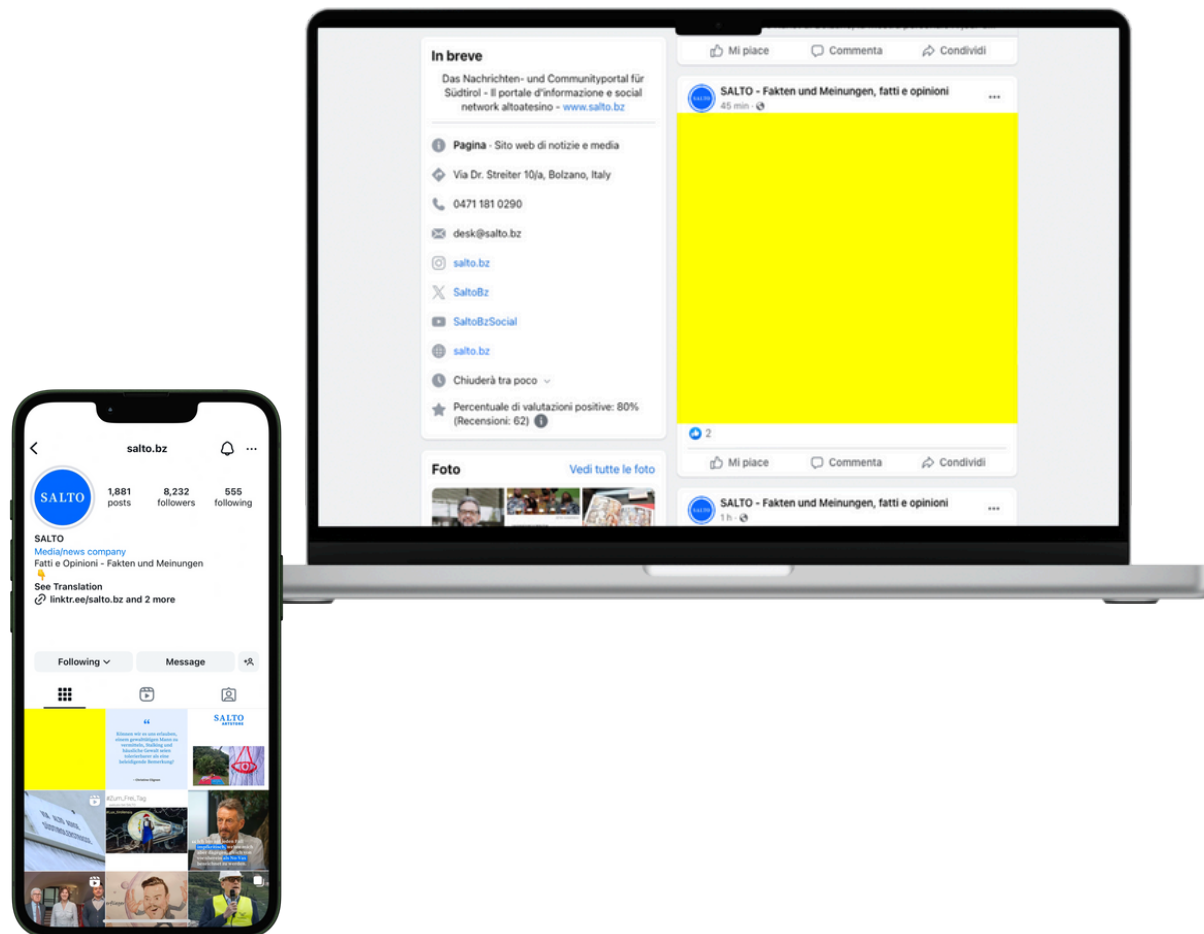 In breve
Das Nachrichten- und Communityportal für
Südtirol - Il portale d'informazione e social
network altoatesino - www.salto.bz
Pagina · Sito web di notizie e media
Via Dr. Streiter 10/a, Bolzano, Italy
0471 181 0290
desk@salto.bz
salto.bz
SaltoBz
SaltoBzSocial
salto.bz
Chiuderà tra poco
Percentuale di valutazioni positive: 80%
(Recensioni: 62)
Foto
Vedi tutte le foto
Mi piace
Commenta
Condividi
SALTO
SALTO - Fakten und Meinungen, fatti e opinioni
45 min ·
2
Mi piace
Commenta
Condividi
SALTO
SALTO - Fakten und Meinungen, fatti e opinioni
1 h ·
salto.bz
SALTO
1,881
posts
8,232
followers
555
following
SALTO
Media/news company
Fatti e Opinioni - Fakten und Meinungen
See Translation
linktr.ee/salto.bz and 2 more
Following
Message
SALTO
#Zum_Frei_Tag